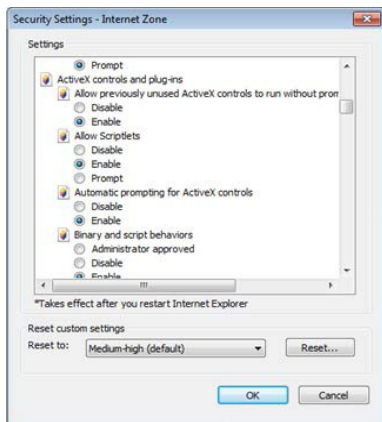 Security Settings - Internet Zone
Settings
Prompt
ActiveX controls and plug-ins
Allow previously unused ActiveX controls to run without
Disable
Enable
Allow Scriptlets
Disable
Enable
Prompt
Automatic prompting for ActiveX controls
Disable
Enable
Binary and script behaviors
Administrator approved
Disable
Enable
*Takes effect after you restart Internet Explorer
Reset custom settings
Reset to:
Medium-high (default)
Reset...
OK
Cancel